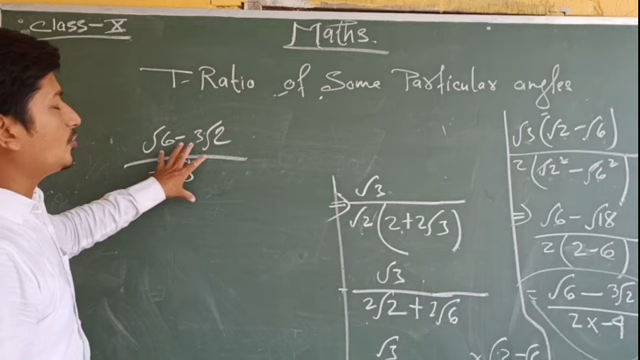 Class-X
Maths.
T-Ratio of Some Particular angles
√6 - 3√2
⇒ √3
√2(2+2√3)
√3
2√2+2√6
√3
√3(√2-√6)
2(√2²-√6²)
⇒ √6-√18
2(2-6)
= √6-3√2
2×-4